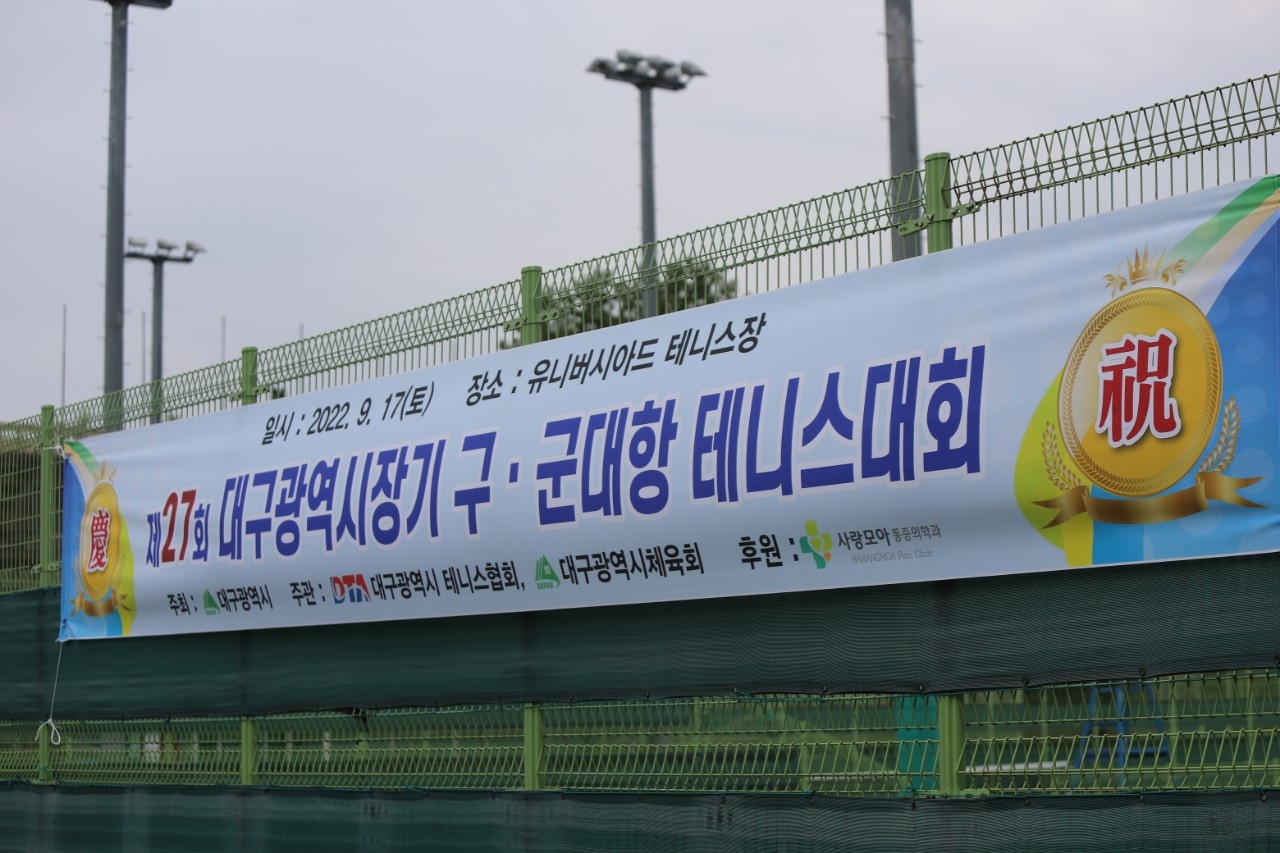 일시 : 2022. 9. 17(토) 장소 : 유니버시아드 테니스장
慶 제27회 대구광역시장기 구·군대항 테니스대회 祝
주최 : 대구광역시 주관 : DTA 대구광역시 테니스협회, 대구광역시체육회 후원 : 사랑모아 통증의학과
SARANGMOA Pain Clinic